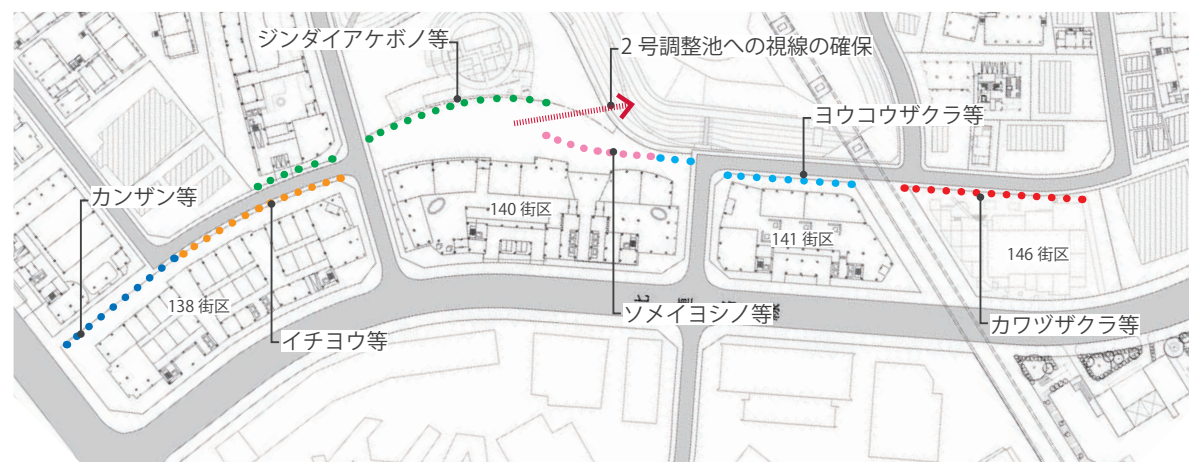 ジンダイアケボノ等
2号調整池への視線の確保
ヨウコウザクラ等
カンザン等
140 街区
141 街区
146 街区
138 街区
ソメイヨシノ等
カワヅザクラ等
イチヨウ等